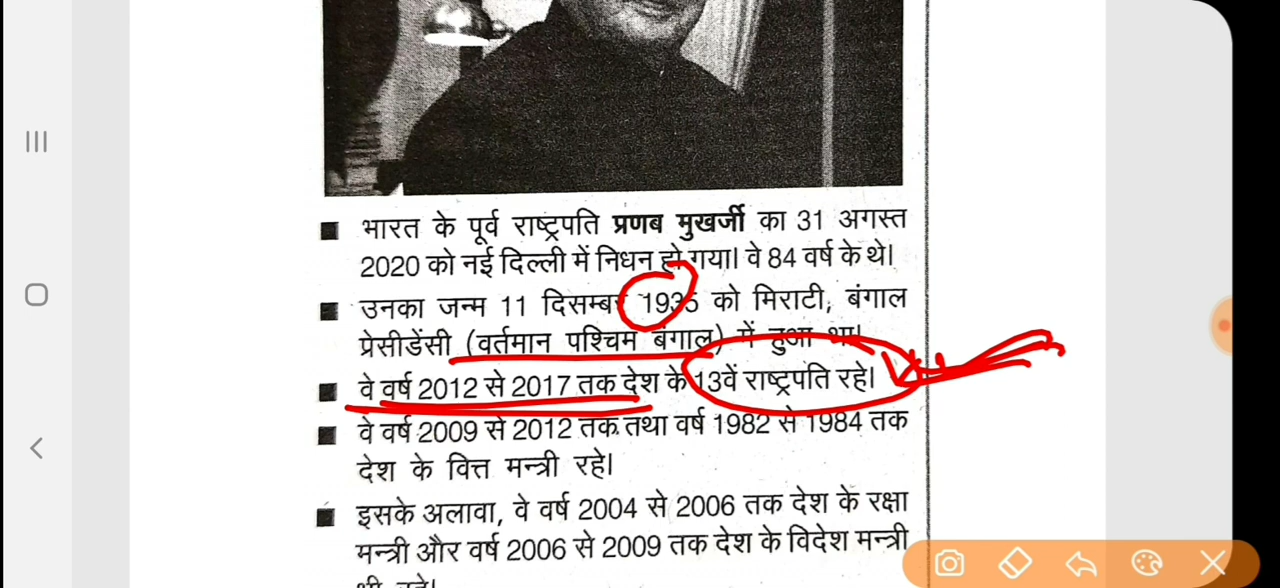 भारत के पूर्व राष्ट्रपति प्रणब मुखर्जी का 31 अगस्त
2020 को नई दिल्ली में निधन हो गया। वे 84 वर्ष के थे।
उनका जन्म 11 दिसम्बर 1935 को मिराटी, बंगाल
प्रेसीडेंसी (वर्तमान पश्चिम बंगाल) में हुआ था।
वे वर्ष 2012 से 2017 तक देश के 13वें राष्ट्रपति रहे।
वे वर्ष 2009 से 2012 तक तथा वर्ष 1982 से 1984 तक
देश के वित्त मन्त्री रहे।
इसके अलावा, वे वर्ष 2004 से 2006 तक देश के रक्षा
मन्त्री और वर्ष 2006 से 2009 तक देश के विदेश मन्त्री